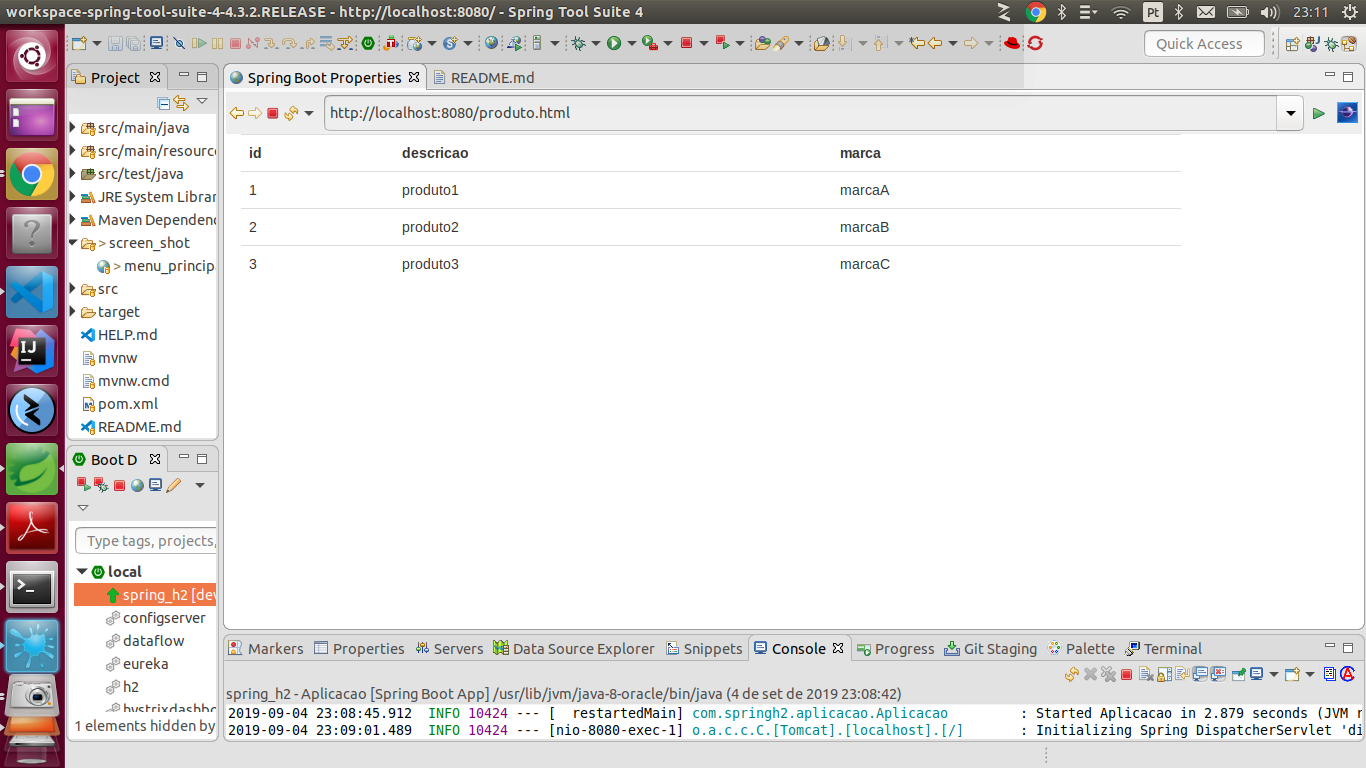 workspace-spring-tool-suite-4-4.3.2.RELEASE - http://localhost:8080/ - Spring Tool Suite 4
Pt
23:11
Quick Access
Project
src/main/java
src/main/resourc
src/test/java
JRE System Librar
Maven Dependenc
> screen_shot
> menu_principa
src
target
HELP.md
mvnw
mvnw.cmd
pom.xml
README.md
Boot D
Type tags, projects,
local
spring_h2 [dev
configserver
dataflow
eureka
h2
hystrixdashbo
1 elements hidden by
Spring Boot Properties
README.md
http://localhost:8080/produto.html
id descricao marca
1 produto1 marcaA
2 produto2 marcaB
3 produto3 marcaC
Markers Properties Servers Data Source Explorer Snippets Console Progress Git Staging Palette Terminal
spring_h2 - Aplicacao [Spring Boot App] /usr/lib/jvm/java-8-oracle/bin/java (4 de set de 2019 23:08:42)
2019-09-04 23:08:45.912 INFO 10424 --- [ restartedMain] com.springh2.aplicacao.Aplicacao : Started Aplicacao in 2.879 seconds (JVM r
2019-09-04 23:09:01.489 INFO 10424 --- [nio-8080-exec-1] o.a.c.c.C.[Tomcat].[localhost].[/] : Initializing Spring DispatcherServlet 'di